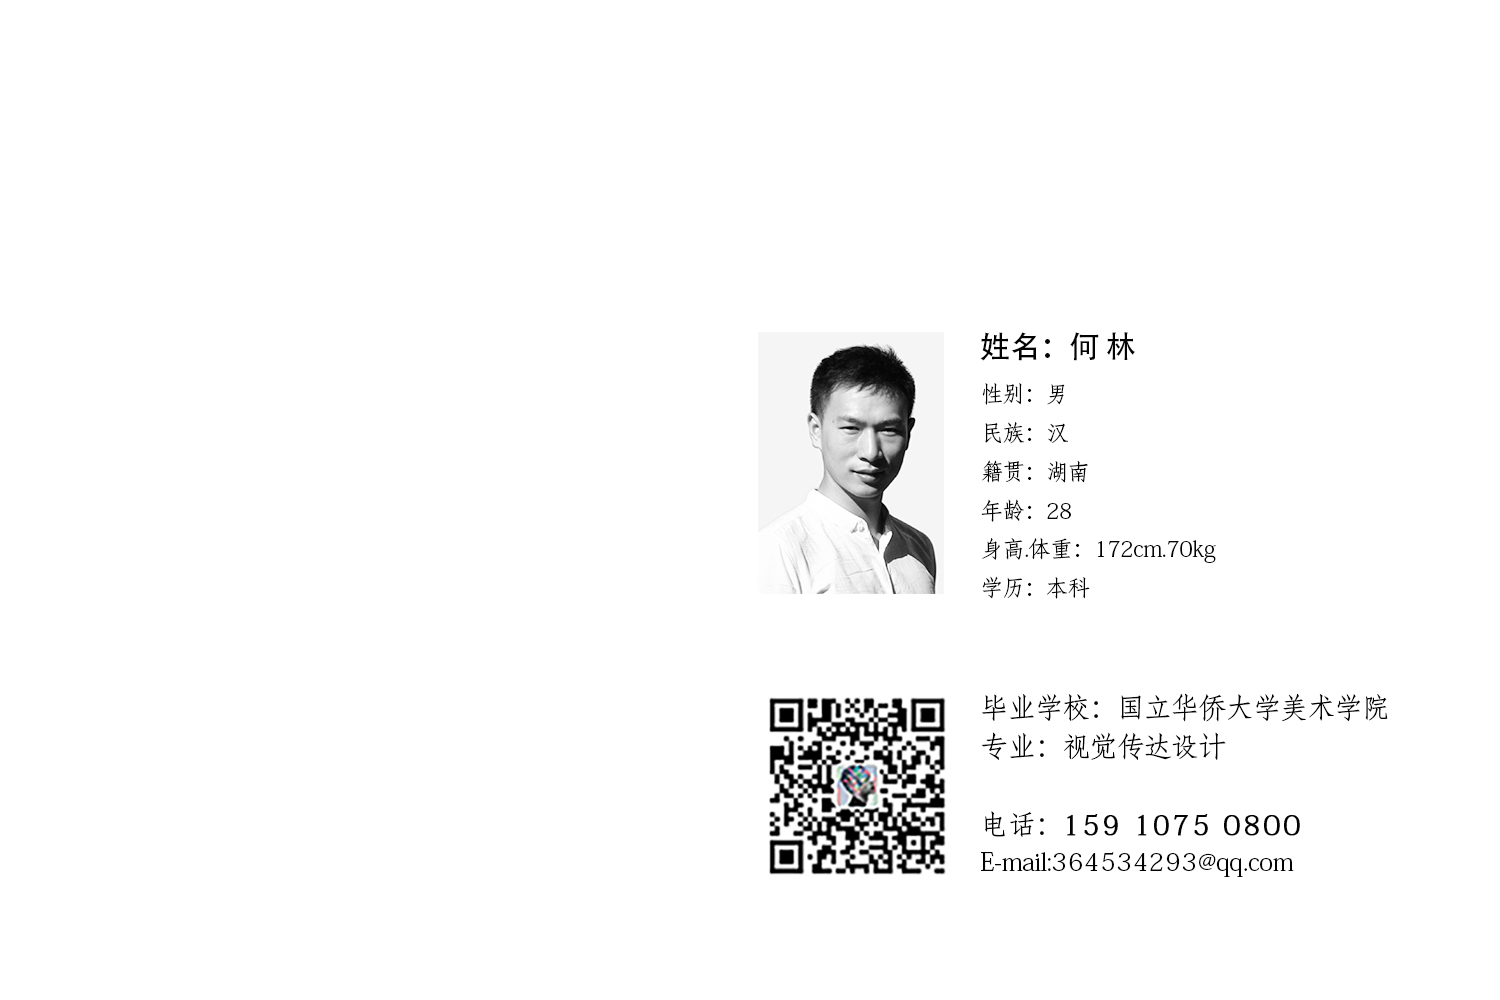 姓名：何 林
性别：男
民族：汉
籍贯：湖南
年龄：28
身高.体重：172cm.70kg
学历：本科
毕业学校：国立华侨大学美术学院
专业：视觉传达设计
电话：159 1075 0800
E-mail:364534293@qq.com